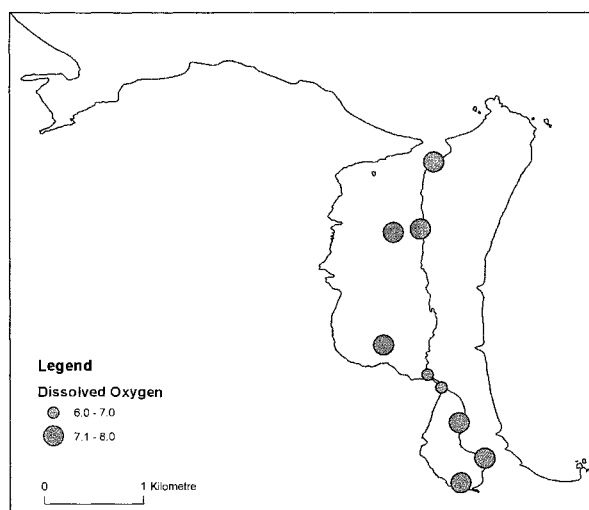 Legend
Dissolved Oxygen
6.0 - 7.0
7.1 - 8.0
0 1 Kilometre